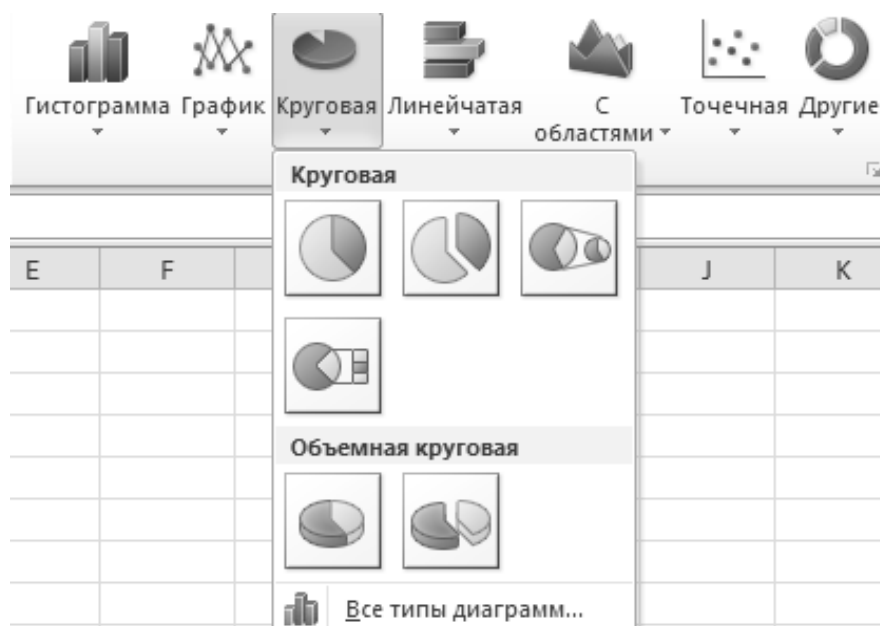 Гистограмма График Круговая Линейчатая С областями Точечная Другие
Круговая
E F J K
Объемная круговая
Все типы диаграмм...